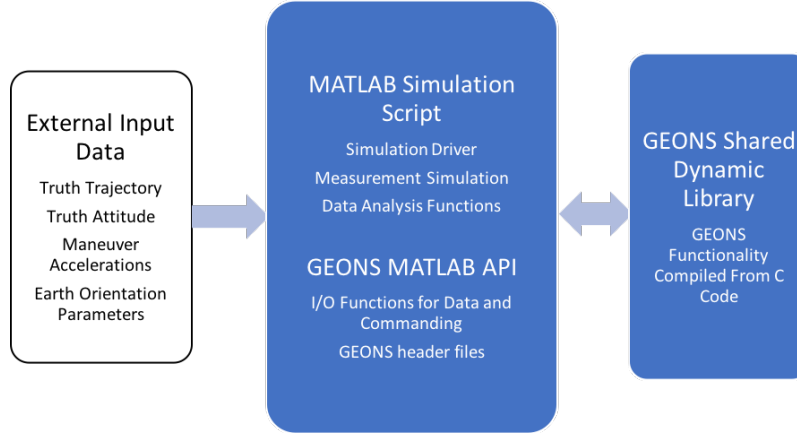 External Input
Data
Truth Trajectory
Truth Attitude
Maneuver
Accelerations
Earth Orientation
Parameters
MATLAB Simulation
Script
Simulation Driver
Measurement Simulation
Data Analysis Functions
GEONS MATLAB API
I/O Functions for Data and
Commanding
GEONS header files
GEONS Shared
Dynamic
Library
GEONS
Functionality
Compiled From C
Code